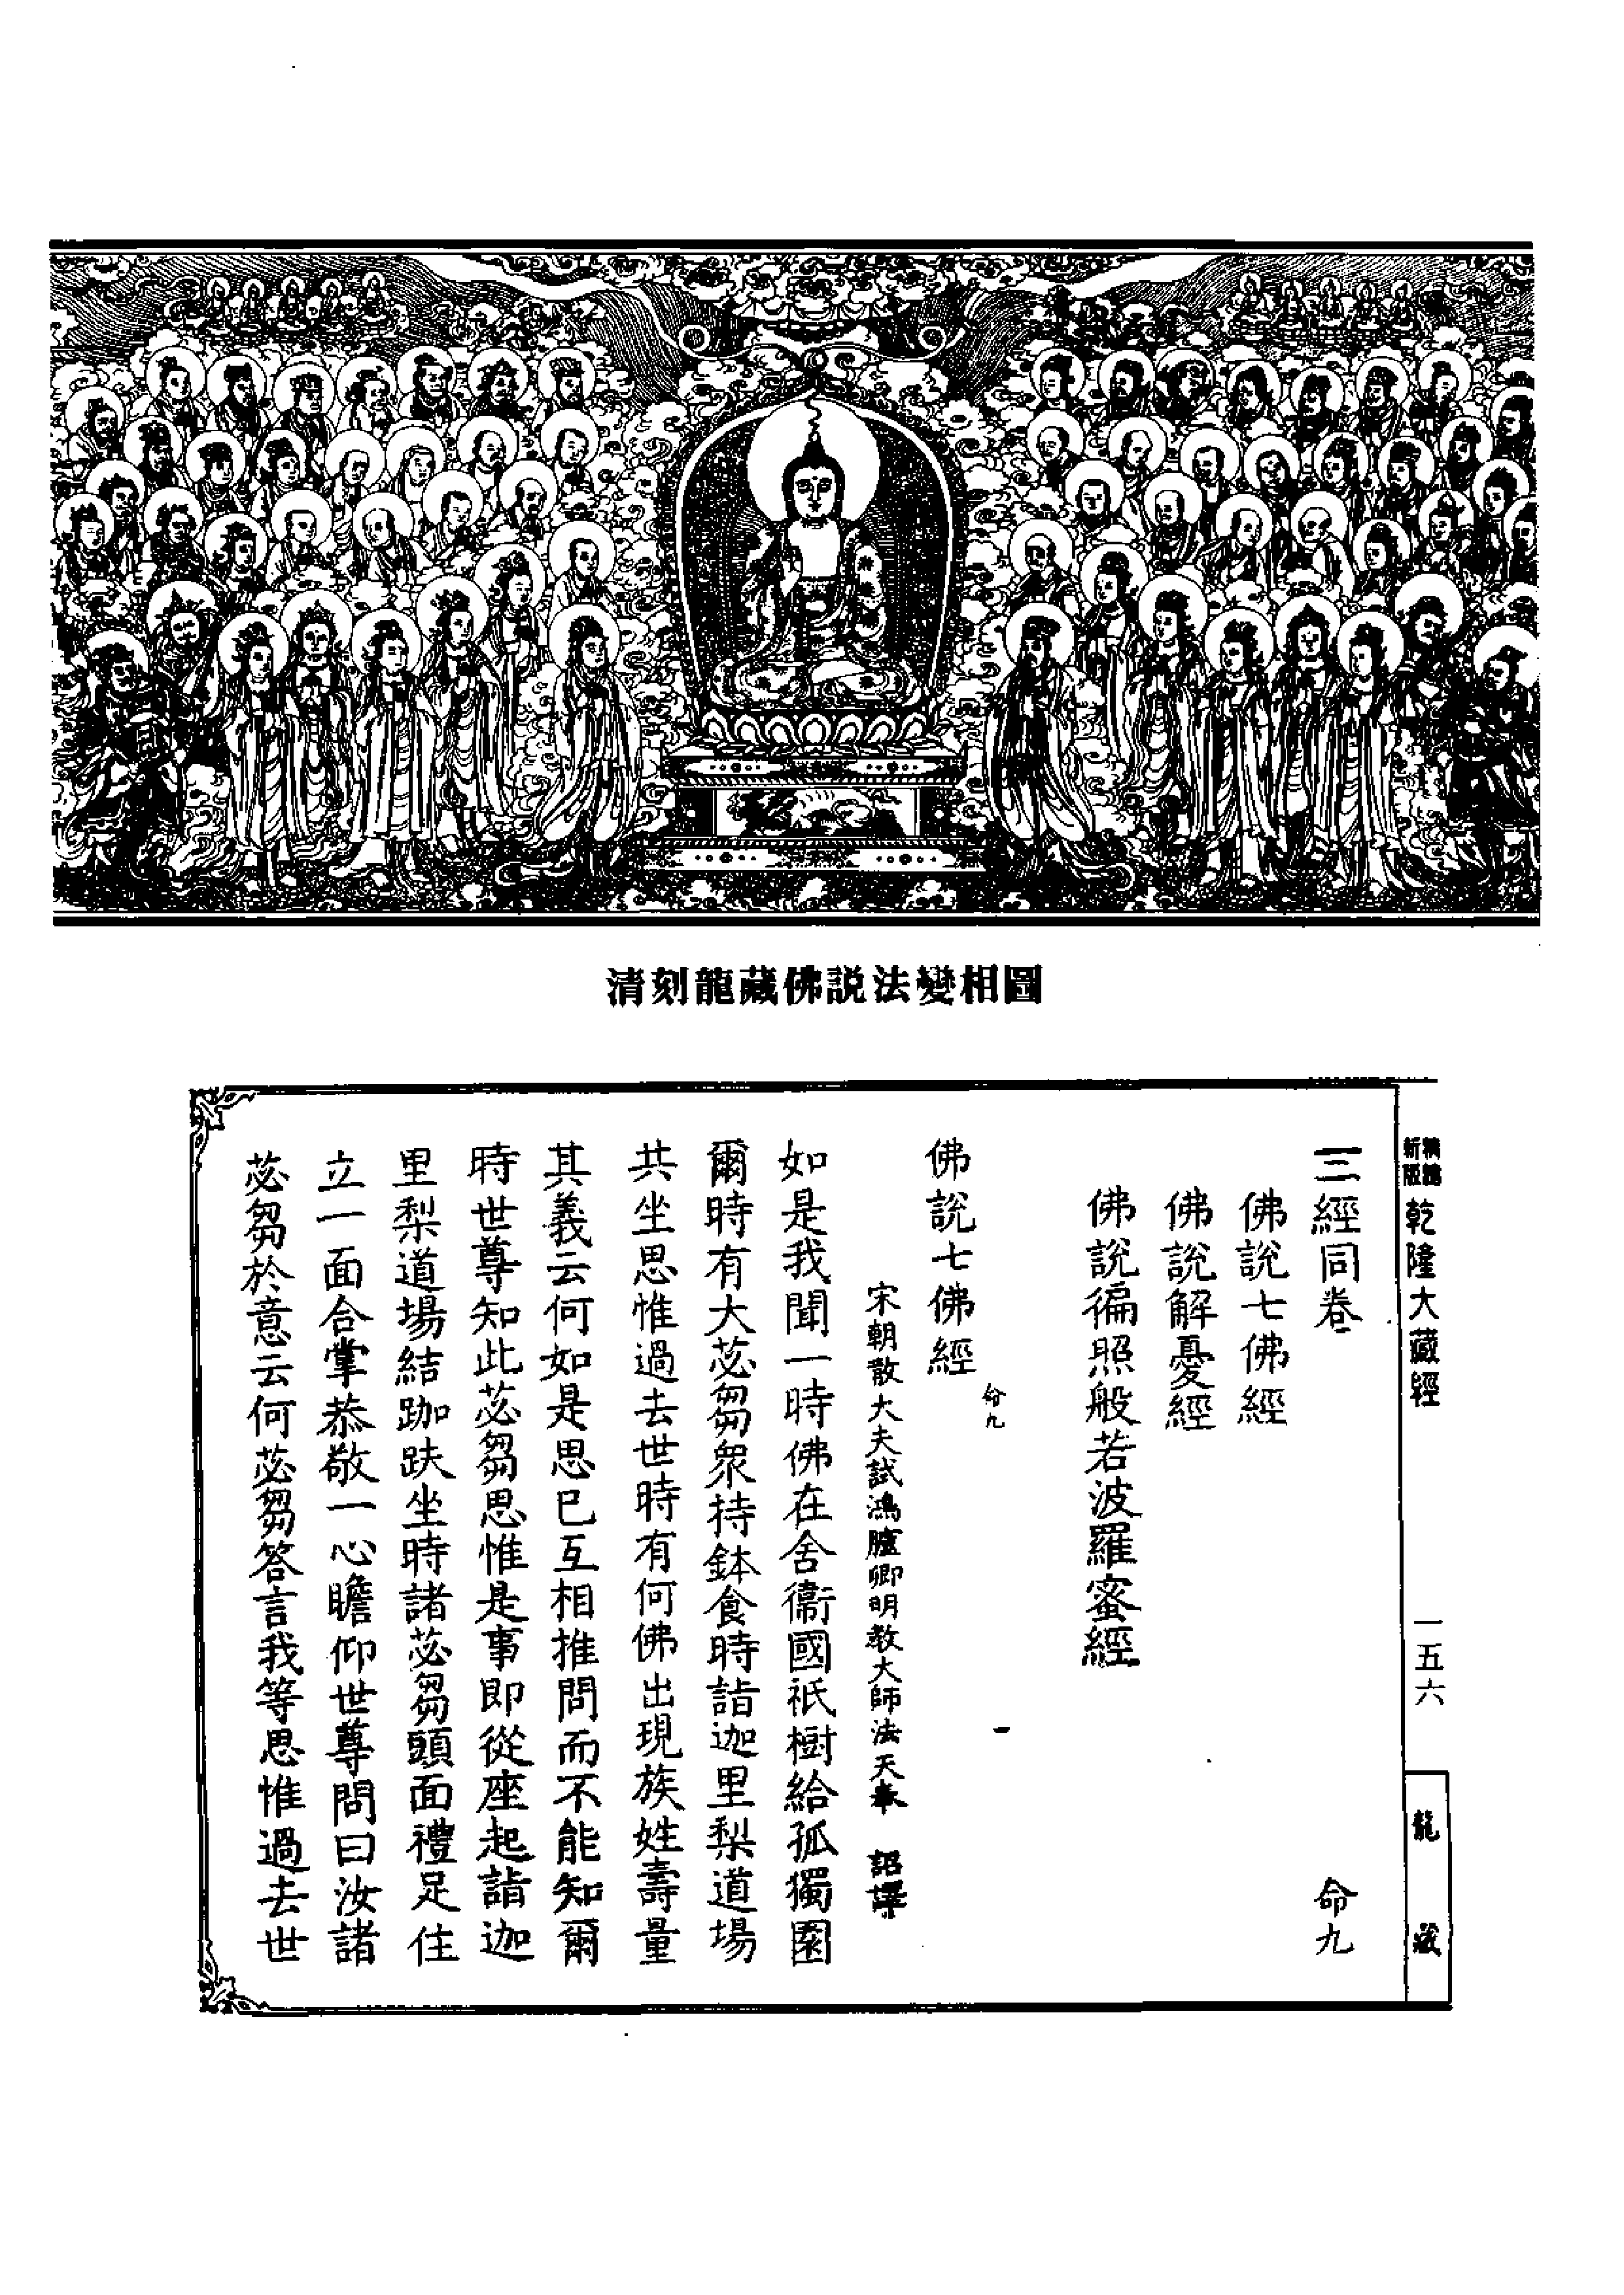 清刻龍藏佛説法變相圖
新版
乾隆大藏經
一五六
龍藏
三經同卷
命九
佛說七佛經
佛說解憂經
佛說徧照般若波羅蜜經
命九
一
佛說七佛經
宋朝散大夫試鴻臚卿明教大師法天奉 詔譯
如是我聞一時佛在舍衞國祇樹給孤獨園
爾時有大苾芻衆持鉢食時詣迦里梨道場
共坐思惟過去世時有何佛出現族姓壽量
其義云何如是思已互相推問而不能知爾
時世尊知此苾芻思惟是事即從座起詣迦
里梨道場結跏趺坐時諸苾芻頭面禮足住
立一面合掌恭敬一心瞻仰世尊問曰汝諸
苾芻於意云何苾芻答言我等思惟過去世